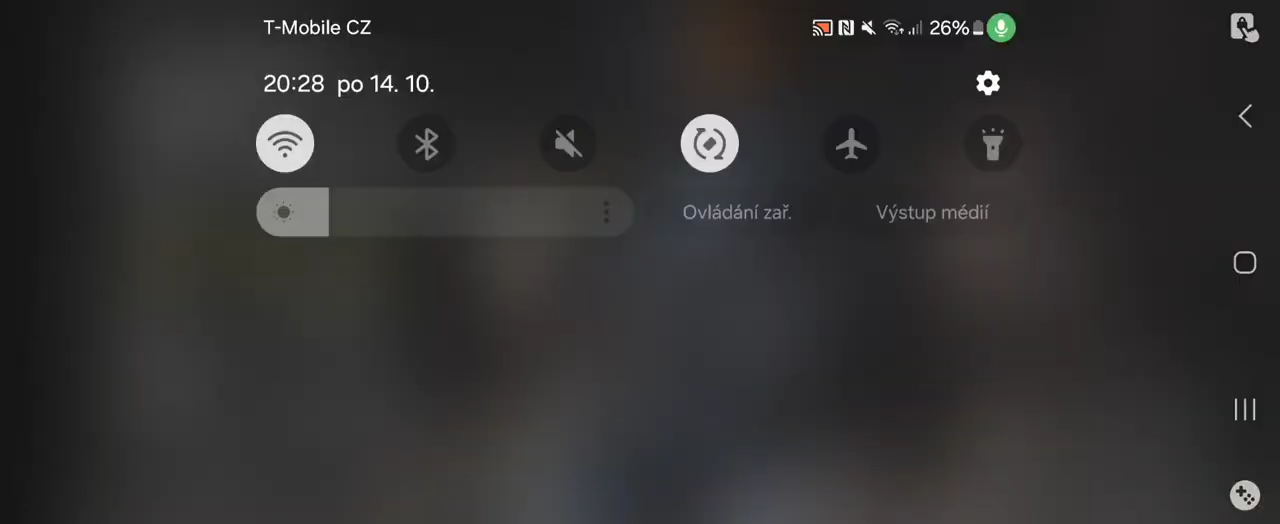 T-Mobile CZ
26%
20:28 po 14. 10.
Ovládání zař.
Výstup médií